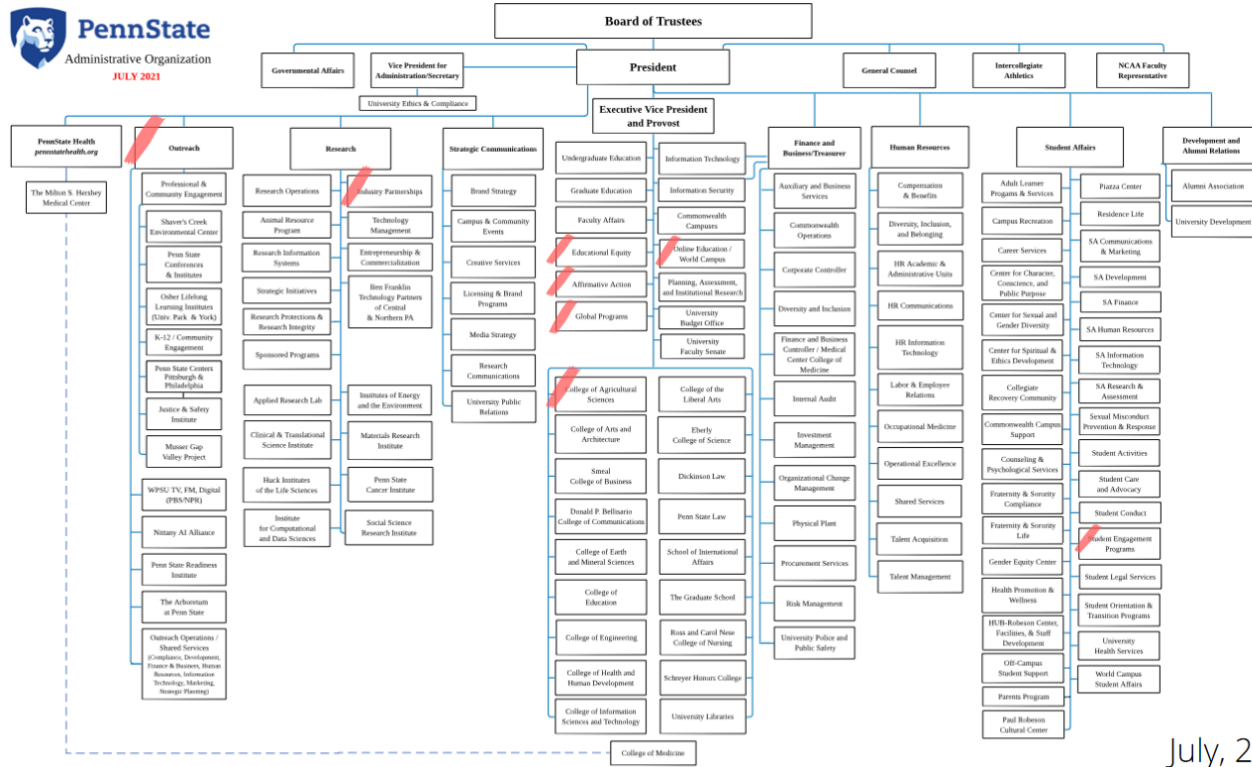 PennState
Administrative Organization
JULY 2021
Board of Trustees
President
Governmental Affairs
Vice President for
Administration/Secretary
University Ethics & Compliance
General Counsel
Intercollegiate
Athletics
NCAA Faculty
Representative
Executive Vice President
and Provost
PennState Health
pennstatehealth.org
The Milton S. Hershey
Medical Center
Outreach
Professional &
Community Engagement
Shaver's Creek
Environmental Center
Penn State
Conferences
& Institutes
Osher Lifelong
Learning Institutes
(Univ. Park & York)
K-12 / Community
Engagement
Penn State Centers
Pittsburgh &
Philadelphia
Justice & Safety
Institute
Musser Gap
Valley Project
WPSU TV, FM, Digital
(PBS/NPR)
Nittany AI Alliance
Penn State Readiness
Institute
The Arboretum
at Penn State
Outreach Operations /
Shared Services
(Compliance, Development,
Finance & Business, Human
Resources, Information
Technology, Marketing,
Strategic Planning)
Research
Research Operations
Animal Resource
Program
Research Information
Systems
Strategic Initiatives
Research Protections &
Research Integrity
Sponsored Programs
Applied Research Lab
Clinical & Translational
Science Institute
Huck Institutes
of the Life Sciences
Institute
for Computational
and Data Sciences
Industry Partnerships
Technology
Management
Entrepreneurship &
Commercialization
Ben Franklin
Technology Partners
of Central
& Northern PA
Institutes of Energy
and the Environment
Materials Research
Institute
Penn State
Cancer Institute
Social Science
Research Institute
Strategic Communications
Brand Strategy
Campus & Community
Events
Creative Services
Licensing & Brand
Programs
Media Strategy
Research
Communications
University Public
Relations
Undergraduate Education
Graduate Education
Faculty Affairs
Educational Equity
Affirmative Action
Global Programs
Information Technology
Information Security
Commonwealth
Campuses
Online Education /
World Campus
Planning, Assessment,
and Institutional Research
University
Budget Office
University
Faculty Senate
College of Agricultural
Sciences
College of Arts and
Architecture
Smeal
College of Business
Donald P. Bellisario
College of Communications
College of Earth
and Mineral Sciences
College of
Education
College of Engineering
College of Health and
Human Development
College of Information
Sciences and Technology
College of the
Liberal Arts
Eberly
College of Science
Dickinson Law
Penn State Law
School of International
Affairs
The Graduate School
Ross and Carol Nese
College of Nursing
Schreyer Honors College
University Libraries
College of Medicine
Finance and
Business/Treasurer
Auxiliary and Business
Services
Commonwealth
Operations
Corporate Controller
Diversity and Inclusion
Finance and Business
Controller / Medical
Center College of
Medicine
Internal Audit
Investment
Management
Organizational Change
Management
Physical Plant
Procurement Services
Risk Management
University Police and
Public Safety
Human Resources
Compensation
& Benefits
Diversity, Inclusion,
and Belonging
HR Academic &
Administrative Units
HR Communications
HR Information
Technology
Labor & Employee
Relations
Occupational Medicine
Operational Excellence
Shared Services
Talent Acquisition
Talent Management
Student Affairs
Adult Learner
Progams & Services
Campus Recreation
Career Services
Center for Character,
Conscience, and
Public Purpose
Center for Sexual and
Gender Diversity
Center for Spiritual &
Ethics Development
Collegiate
Recovery Community
Commonwealth Campus
Support
Counseling &
Psychological Services
Fraternity & Sorority
Compliance
Fraternity & Sorority
Life
Gender Equity Center
Health Promotion &
Wellness
HUB-Robeson Center,
Facilities, & Staff
Development
Off-Campus
Student Support
Parents Program
Paul Robeson
Cultural Center
Piazza Center
Residence Life
SA Communications
& Marketing
SA Development
SA Finance
SA Human Resources
SA Information
Technology
SA Research &
Assessment
Sexual Misconduct
Prevention & Response
Student Activities
Student Care
and Advocacy
Student Conduct
Student Engagement
Programs
Student Legal Services
Student Orientation &
Transition Programs
University
Health Services
World Campus
Student Affairs
Development and
Alumni Relations
Alumni Association
University Development
July, 2